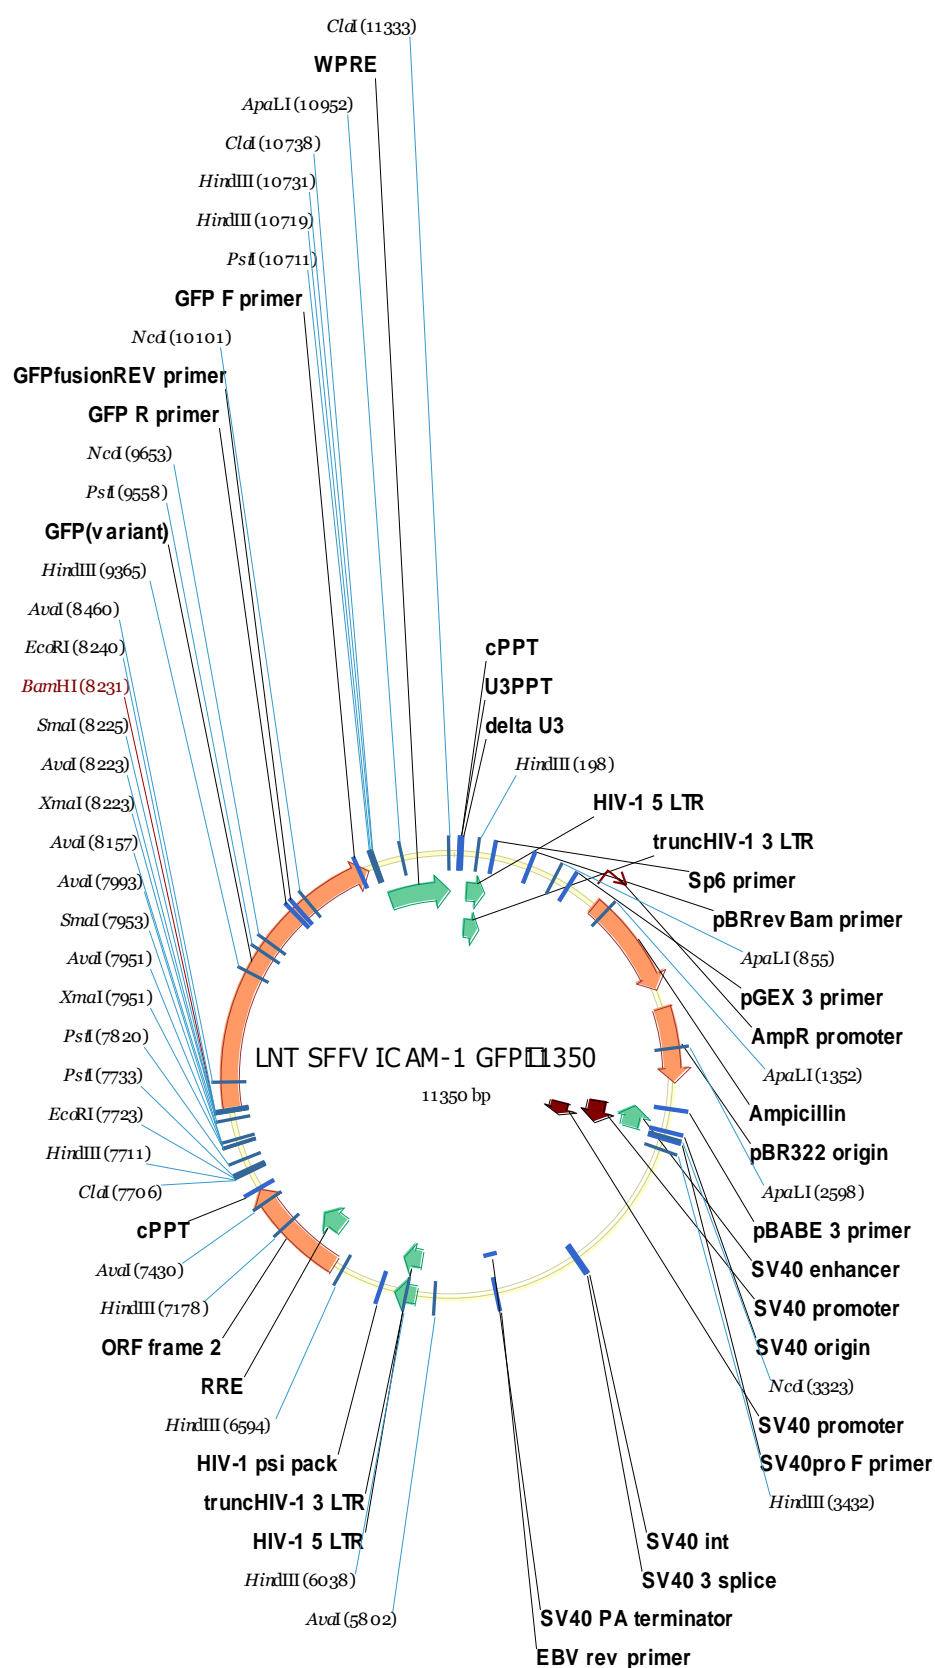 ClaI (11333)
WPRE
ApaLI (10952)
ClaI (10738)
HindIII (10731)
HindIII (10719)
PstI (10711)
GFP F primer
NcoI (10101)
GFPfusionREV primer
GFP R primer
NcoI (9653)
PstI (9558)
GFP(variant)
HindIII (9365)
AvaI (8460)
EcoRI (8240)
BamHI (8231)
SmaI (8225)
AvaI (8223)
XmaI (8223)
AvaI (8157)
AvaI (7993)
SmaI (7953)
AvaI (7951)
XmaI (7951)
PstI (7820)
PstI (7733)
EcoRI (7723)
HindIII (7711)
ClaI (7706)
cPPT
AvaI (7430)
HindIII (7178)
ORF frame 2
RRE
HindIII (6594)
HIV-1 psi pack
truncHIV-1 3 LTR
HIV-1 5 LTR
HindIII (6038)
AvaI (5802)
cPPT
U3PPT
delta U3
HindIII (198)
HIV-1 5 LTR
truncHIV-1 3 LTR
Sp6 primer
pBRrevBam primer
ApaLI (855)
pGEX 3 primer
AmpR promoter
ApaLI (1352)
Ampicillin
pBR322 origin
ApaLI (2598)
pBABE 3 primer
SV40 enhancer
SV40 promoter
SV40 origin
NcoI (3323)
SV40 promoter
SV40pro F primer
HindIII (3432)
SV40 int
SV40 3 splice
SV40 PA terminator
EBV rev primer
LNT SFFV ICAM-1 GFP□11350
11350 bp